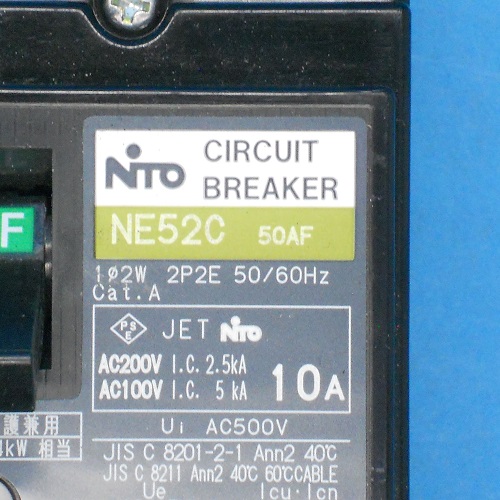 NITO CIRCUIT
BREAKER
NE52C 50AF
F
1φ2W 2P2E 50/60Hz
Cat.A
PSE JET NITO
AC200V I.C. 2.5kA
AC100V I.C. 5 kA 10A
護兼用
kW 相当
Ui AC500V
JIS C 8201-2-1 Ann2 40℃
JIS C 8211 Ann2 40℃ 60℃CABLE
Ue Icu・Icn